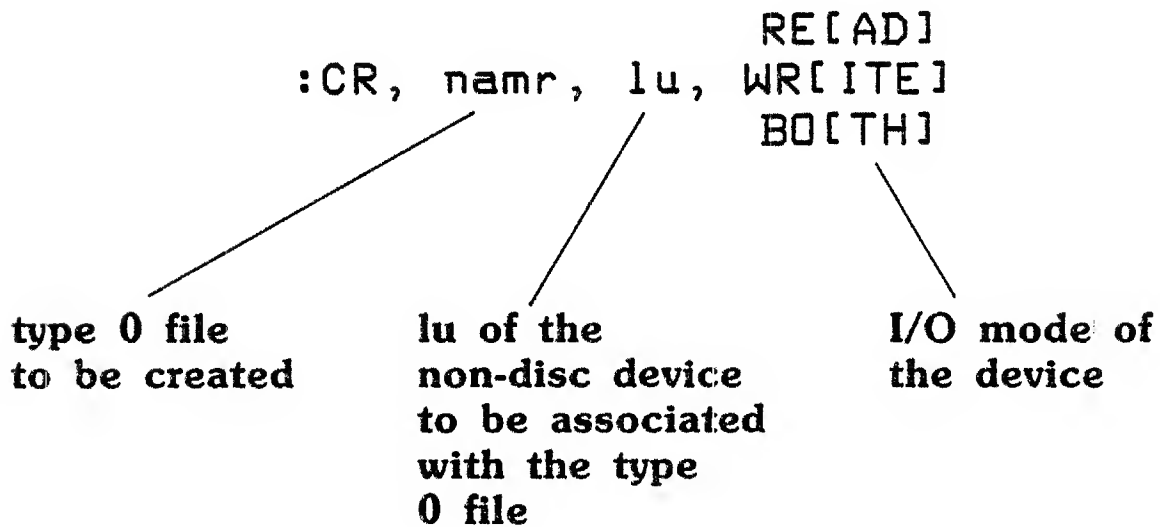 RE[AD]
:CR, namr, lu, WR[ITE]
BO[TH]
type 0 file
to be created
lu of the
non-disc device
to be associated
with the type
0 file
I/O mode of
the device